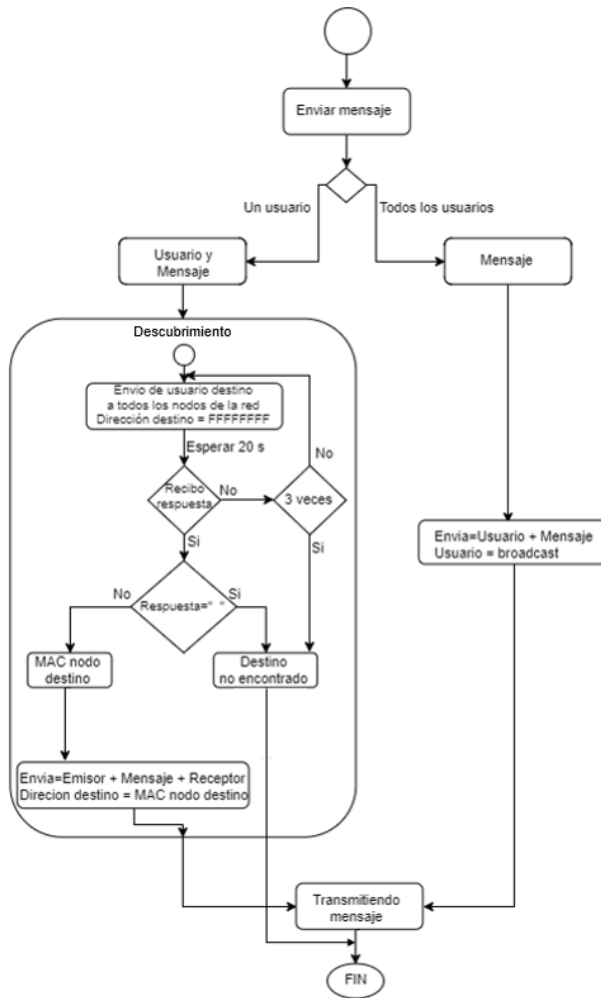 Enviar mensaje
Un usuario
Todos los usuarios
Usuario y
Mensaje
Mensaje
Descubrimiento
Envio de usuario destino
a todos los nodos de la red
Dirección destino = FFFFFFFF
Esperar 20 s
No
Recibo
respuesta
No
3 veces
Si
Si
Envia=Usuario + Mensaje
Usuario = broadcast
No
Respuesta=" "
Si
MAC nodo
destino
Destino
no encontrado
Envia=Emisor + Mensaje + Receptor
Direcion destino = MAC nodo destino
Transmitiendo
mensaje
FIN